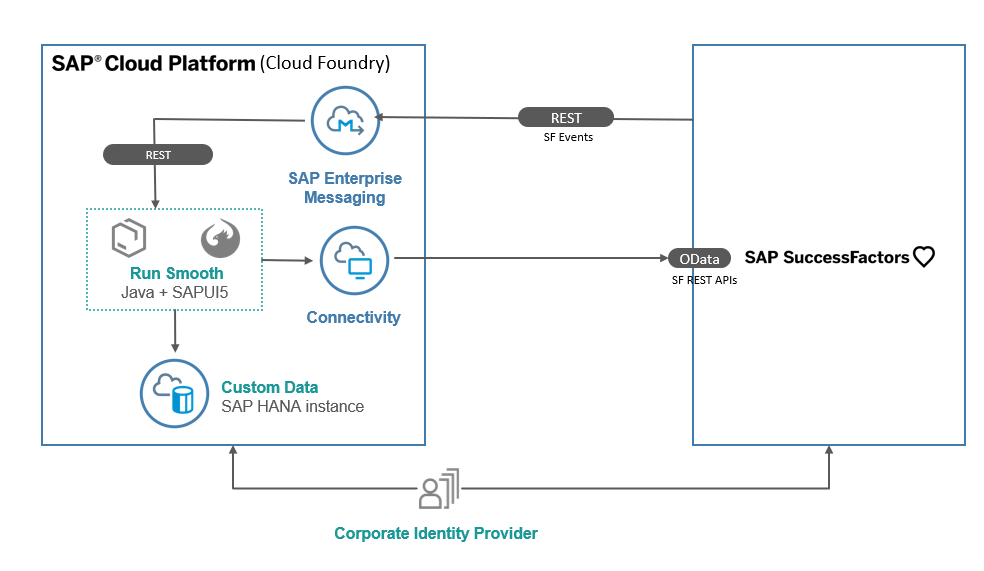 SAP® Cloud Platform (Cloud Foundry)
REST
SF Events
REST
SAP Enterprise
Messaging
Run Smooth
Java + SAPUI5
Connectivity
OData
SF REST APIs
SAP SuccessFactors
Custom Data
SAP HANA instance
Corporate Identity Provider